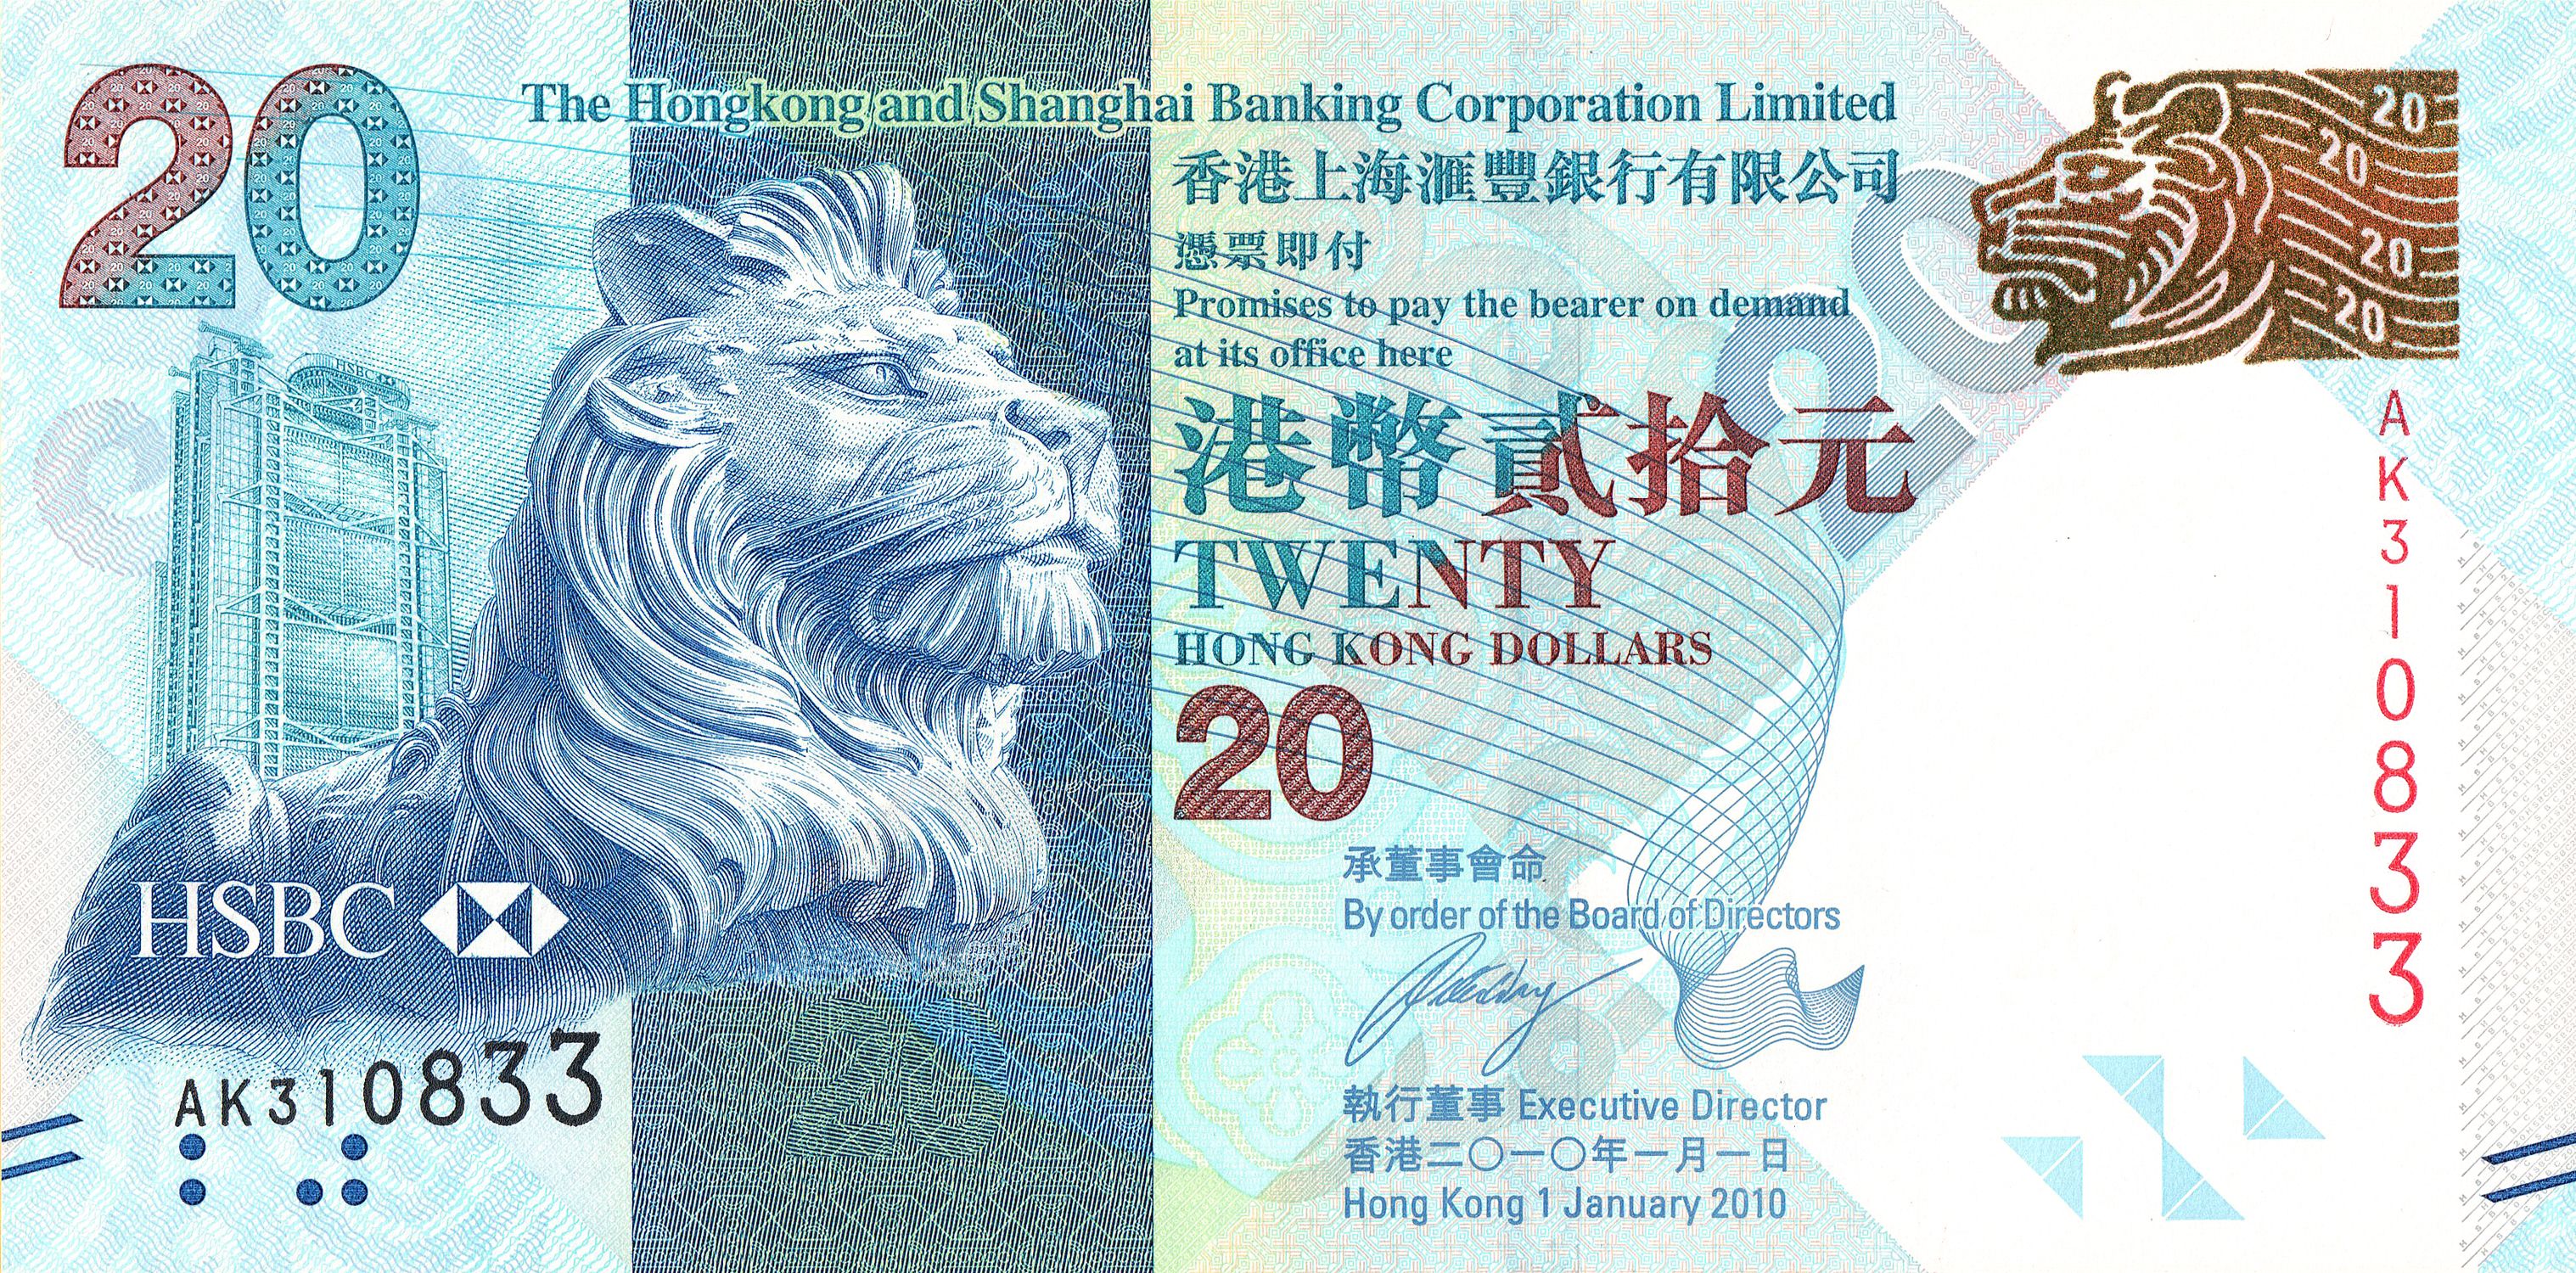 20
The Hongkong and Shanghai Banking Corporation Limited
香港上海滙豐銀行有限公司
憑票即付
Promises to pay the bearer on demand
at its office here
港幣貳拾元
TWENTY
HONG KONG DOLLARS
20
承董事會命
By order of the Board of Directors
執行董事 Executive Director
香港二〇一〇年一月一日
Hong Kong 1 January 2010
HSBC
HSBC
AK310833
20
20
20
20
20
20
20
AK310833